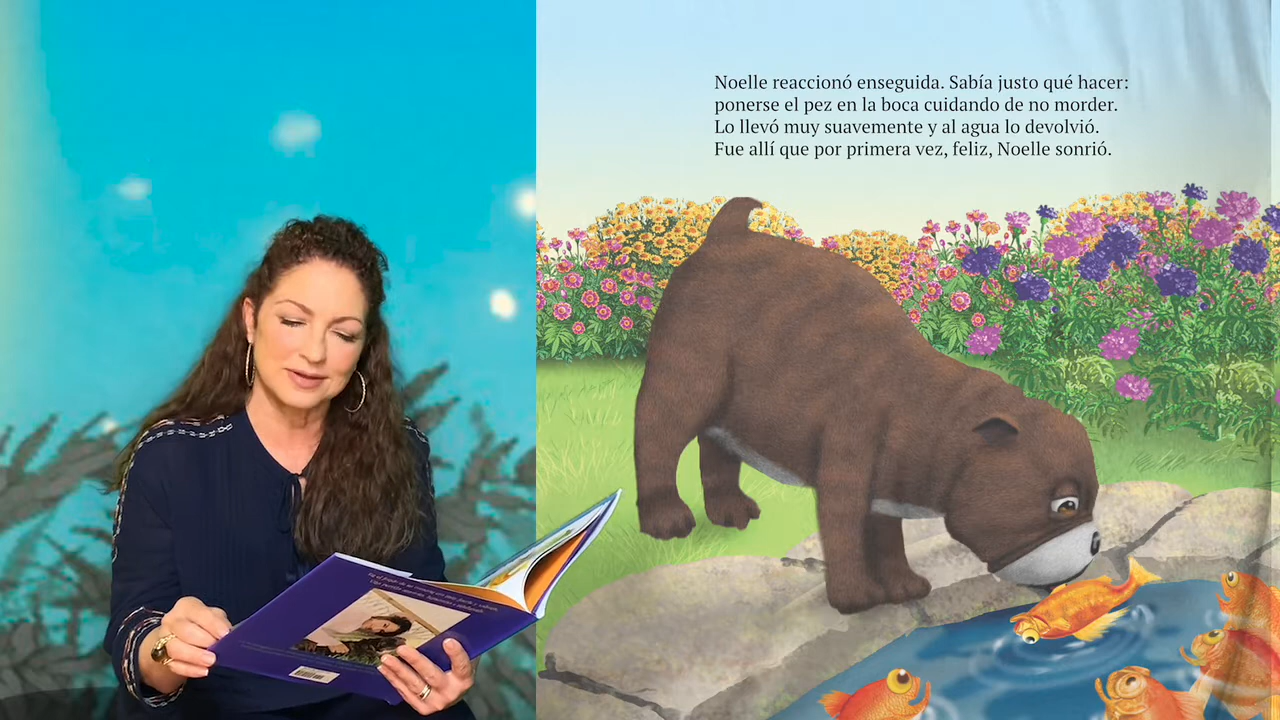 Noelle reaccionó enseguida. Sabía justo qué hacer:
ponerse el pez en la boca cuidando de no morder.
Lo llevó muy suavemente y al agua lo devolvió.
Fue allí que por primera vez, feliz, Noelle sonrió.